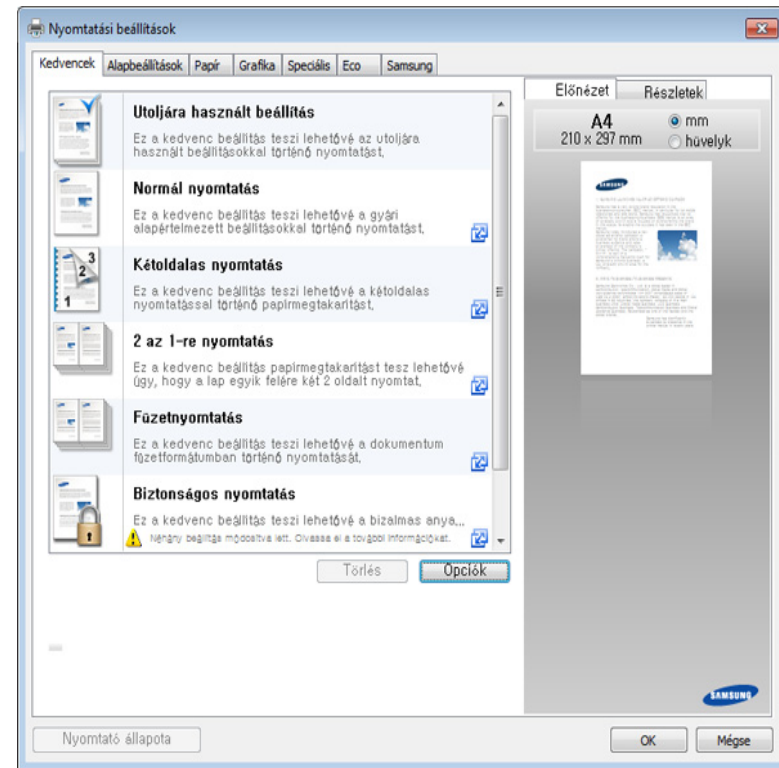 Nyomtatási beállítások
Kedvencek Alapbeállítások Papír Grafika Speciális Eco Samsung
Utoljára használt beállítás
Ez a kedvenc beállítás teszi lehetővé az utoljára
használt beállításokkal történő nyomtatást.
Normál nyomtatás
Ez a kedvenc beállítás teszi lehetővé a gyári
alapértelmezett beállításokkal történő nyomtatást.
Kétoldalas nyomtatás
Ez a kedvenc beállítás teszi lehetővé a kétoldalas
nyomtatással történő papírmegtakarítást.
1 2 3
2 az 1-re nyomtatás
Ez a kedvenc beállítás papírmegtakarítást tesz lehetővé
úgy, hogy a lap egyik felére két 2 oldalt nyomtat.
Füzetnyomtatás
Ez a kedvenc beállítás teszi lehetővé a dokumentum
füzetformátumban történő nyomtatását.
Biztonságos nyomtatás
Ez a kedvenc beállítás teszi lehetővé a bizalmas anya...
Néhány beállítás módosítva lett. Olvassa el a további információkat.
Törlés Opciók
Előnézet Részletek
A4 mm
210 x 297 mm hüvelyk
SAMSUNG
SAMSUNG
Nyomtató állapota OK Mégse